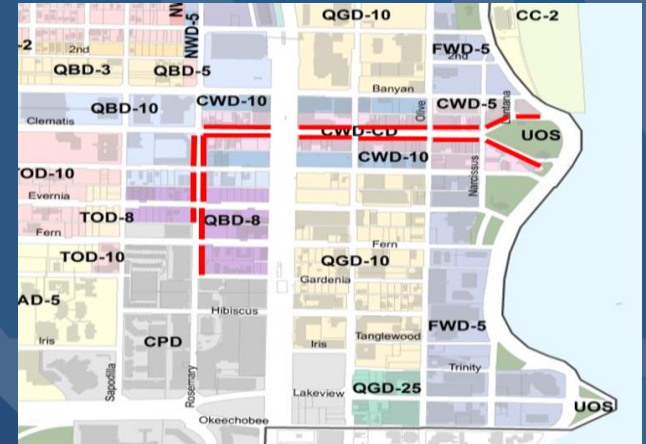 NWD-5
QGD-10
CC-2
-2
2nd
FWD-5
2nd
QBD-3
QBD-5
Banyan
QBD-10
CWD-10
Olive
CWD-5
Lantana
Clematis
CWD-CD
UOS
CWD-10
Narcissus
TOD-10
Evernia
TOD-8
QBD-8
Fern
Fern
TOD-10
QGD-10
Gardenia
AD-5
Hibiscus
FWD-5
Iris
CPD
Iris
Tanglewood
Sapodilla
Rosemary
Trinity
Lakeview
QGD-25
UOS
Okeechobee